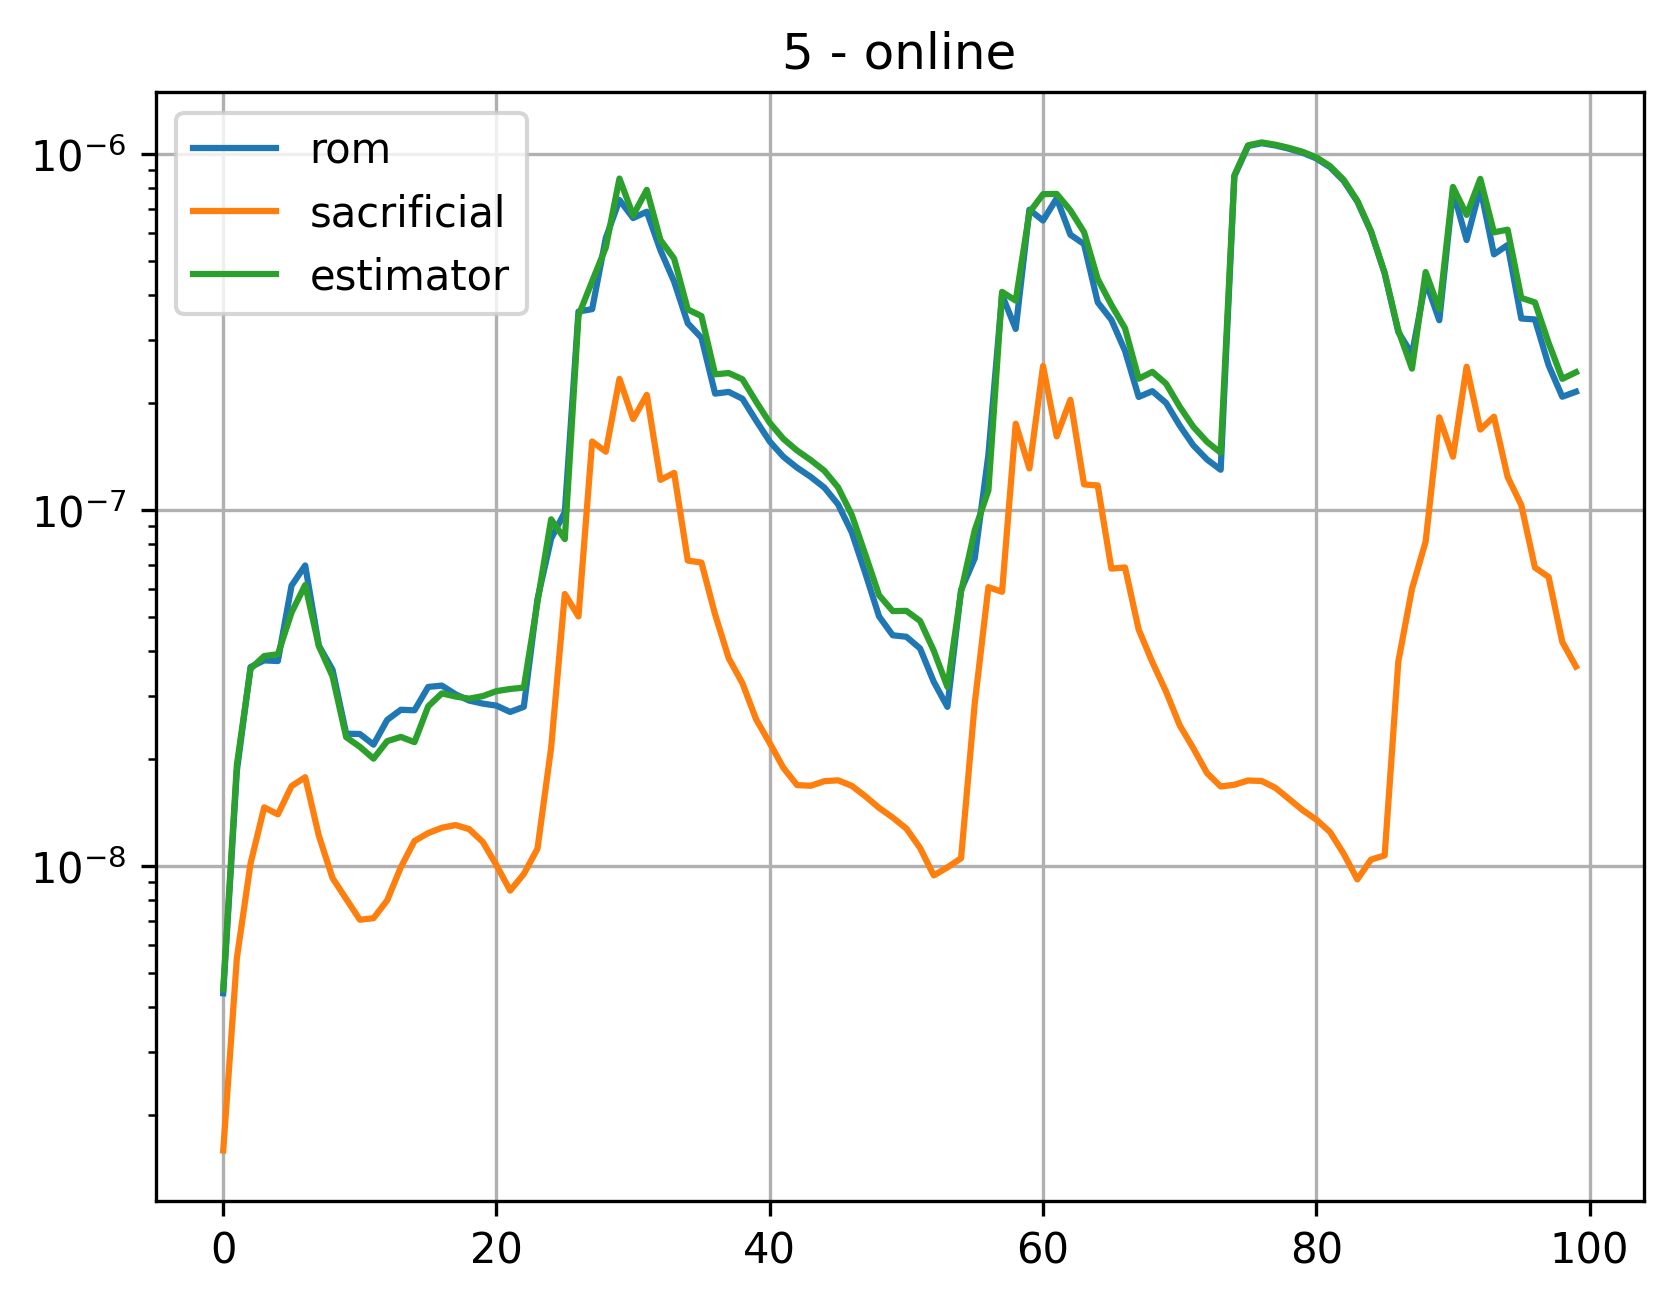 5 - online
rom
sacrificial
estimator
10⁻⁶
10⁻⁷
10⁻⁸
0 20 40 60 80 100